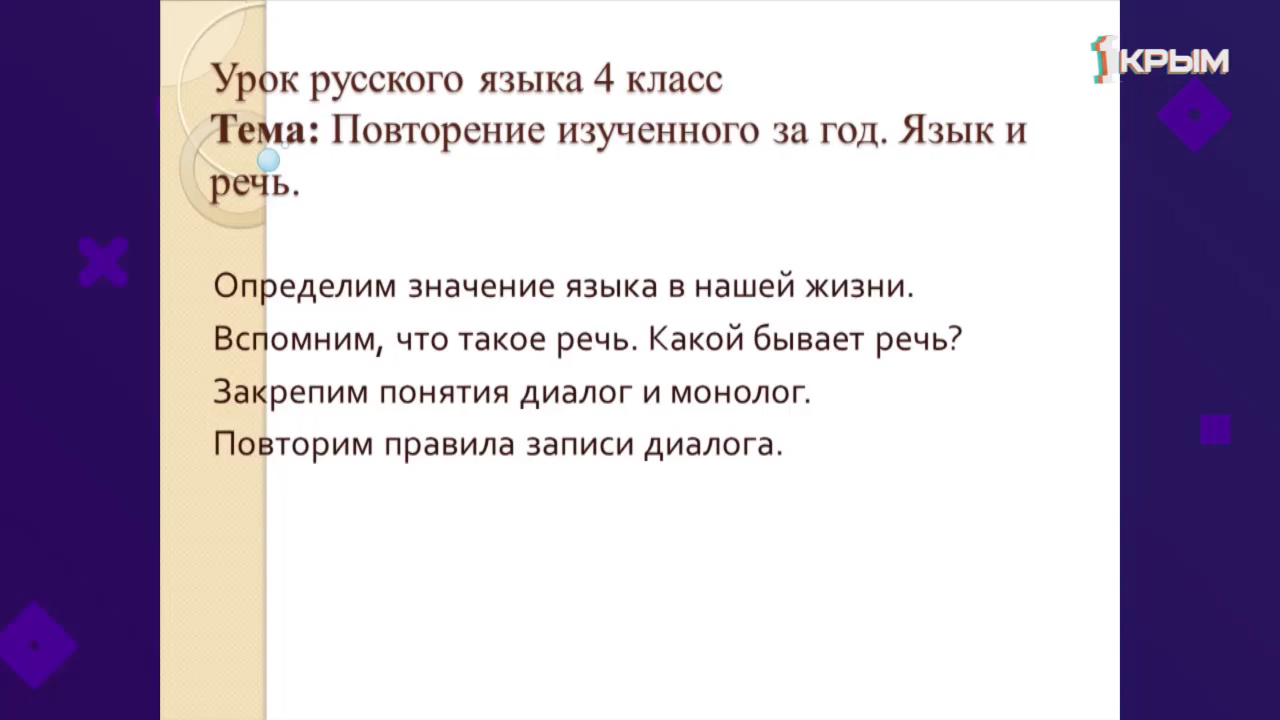 1 КРЫМ
Урок русского языка 4 класс
Тема: Повторение изученного за год. Язык и
речь.
Определим значение языка в нашей жизни.
Вспомним, что такое речь. Какой бывает речь?
Закрепим понятия диалог и монолог.
Повторим правила записи диалога.